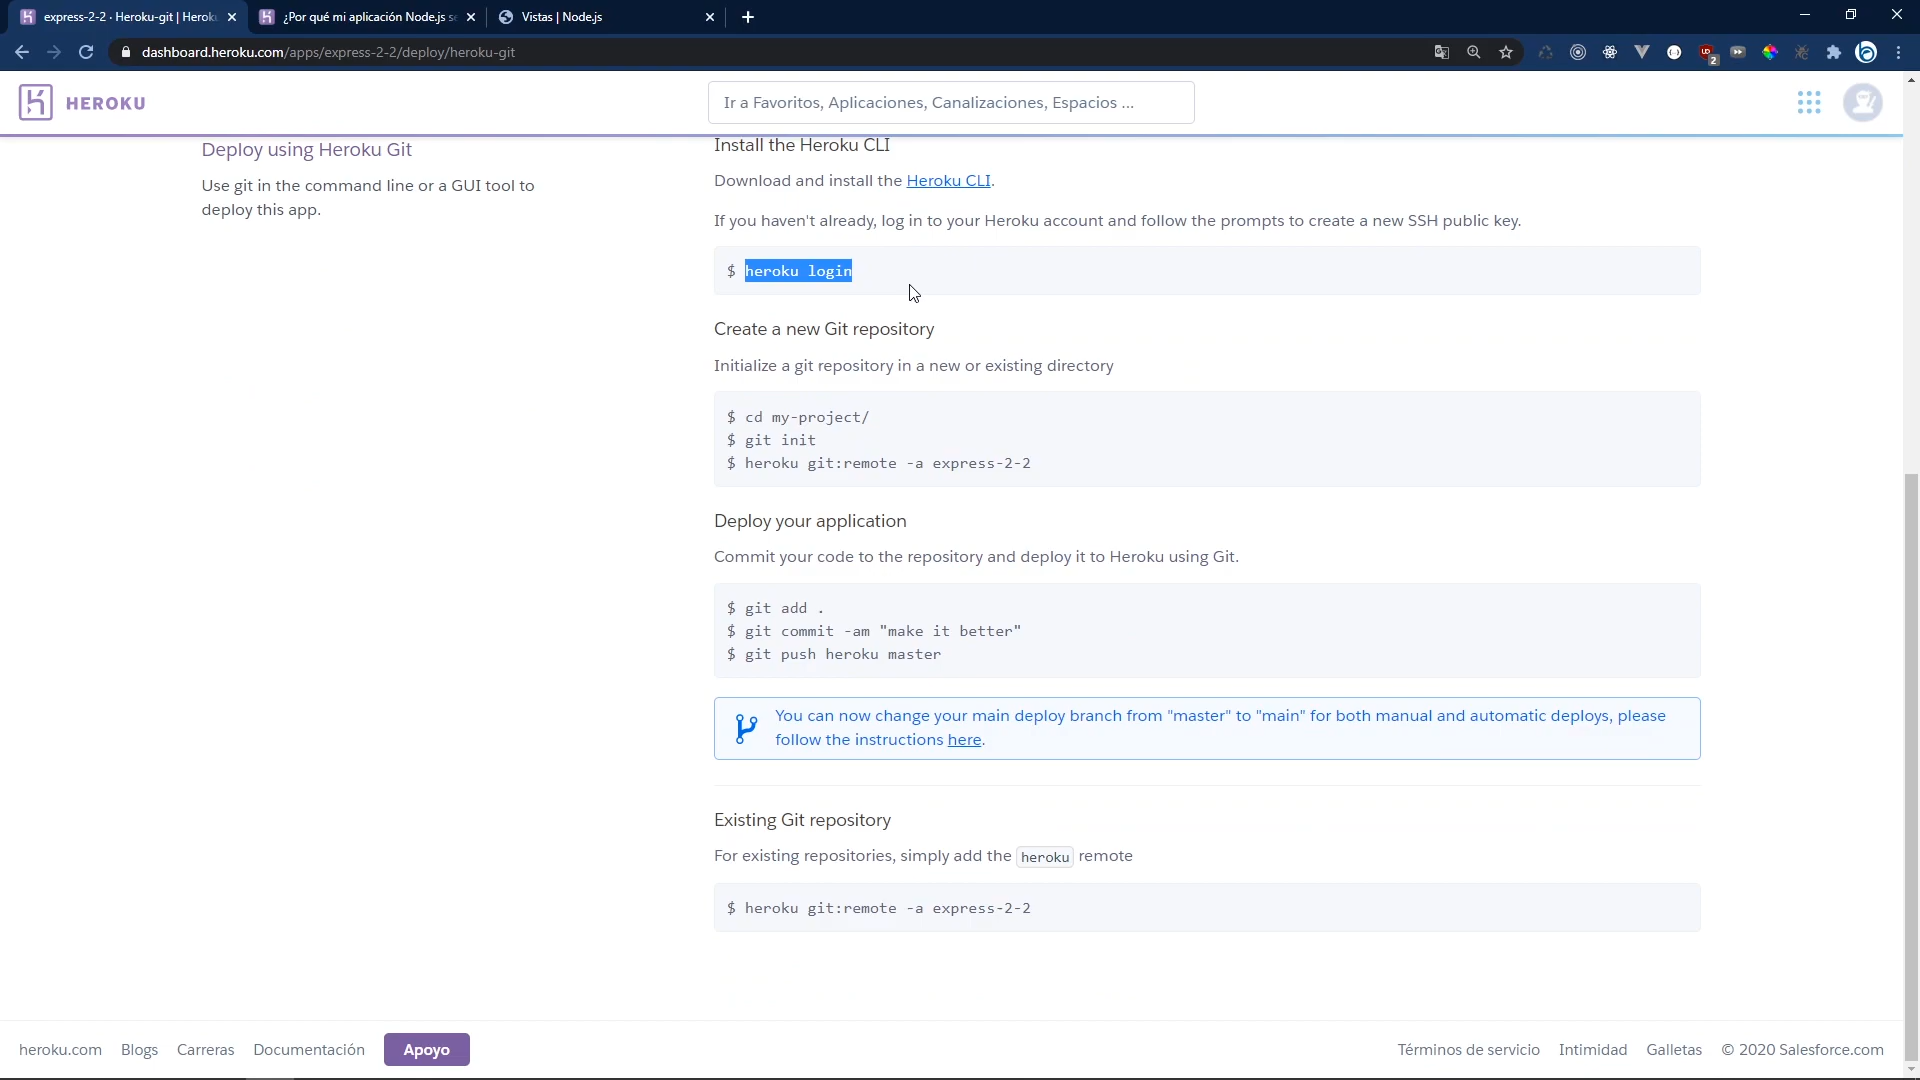 express-2-2 · Heroku-git | Heroku
¿Por qué mi aplicación Node.js se
Vistas | Node.js
dashboard.heroku.com/apps/express-2-2/deploy/heroku-git
2
HEROKU
Ir a Favoritos, Aplicaciones, Canalizaciones, Espacios ...
Deploy using Heroku Git
Use git in the command line or a GUI tool to
deploy this app.
Install the Heroku CLI
Download and install the Heroku CLI.
If you haven't already, log in to your Heroku account and follow the prompts to create a new SSH public key.
$ heroku login
Create a new Git repository
Initialize a git repository in a new or existing directory
$ cd my-project/
$ git init
$ heroku git:remote -a express-2-2
Deploy your application
Commit your code to the repository and deploy it to Heroku using Git.
$ git add .
$ git commit -am "make it better"
$ git push heroku master
You can now change your main deploy branch from "master" to "main" for both manual and automatic deploys, please
follow the instructions here.
Existing Git repository
For existing repositories, simply add the heroku remote
$ heroku git:remote -a express-2-2
heroku.com Blogs Carreras Documentación Apoyo
Términos de servicio Intimidad Galletas © 2020 Salesforce.com